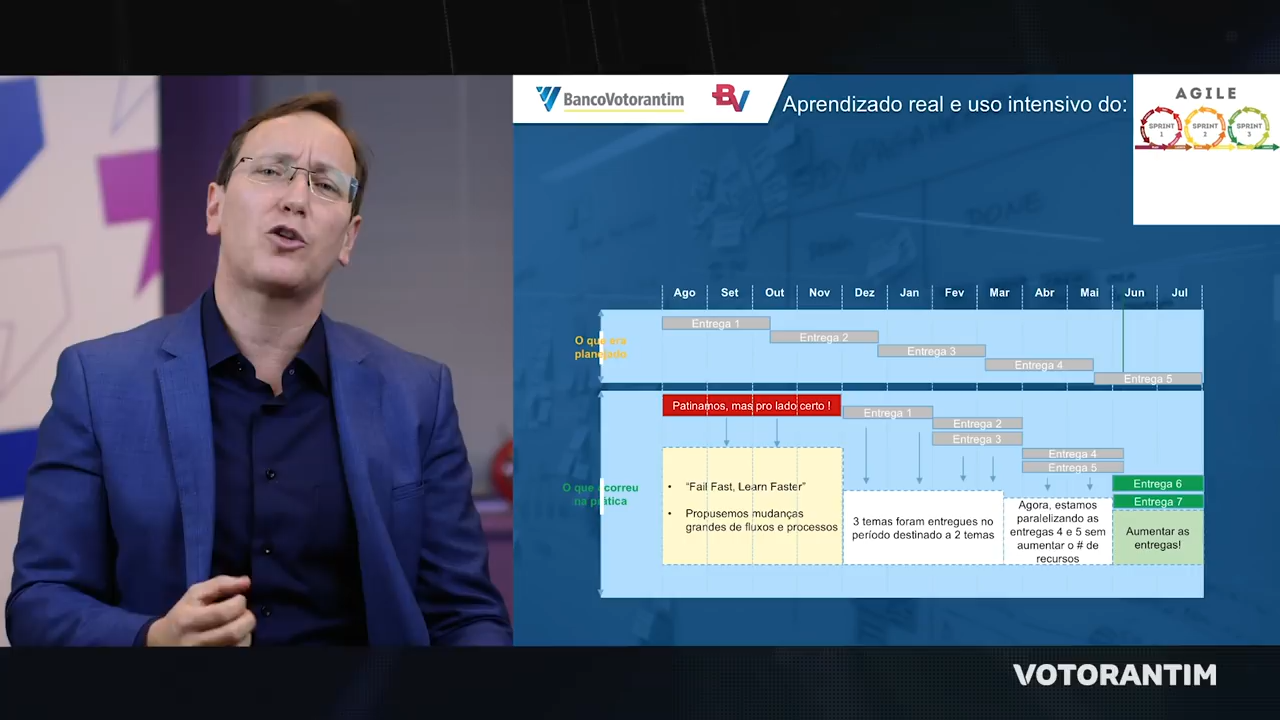 BancoVotorantim
BV
Aprendizado real e uso intensivo do:
AGILE
SPRINT
1
SPRINT
2
SPRINT
3
Ago Set Out Nov Dez Jan Fev Mar Abr Mai Jun Jul
O que era
planejado
Entrega 1
Entrega 2
Entrega 3
Entrega 4
Entrega 5
O que ocorreu
na prática
Patinamos, mas pro lado certo !
Entrega 1
Entrega 2
Entrega 3
Entrega 4
Entrega 5
Entrega 6
Entrega 7
• “Fail Fast, Learn Faster”
• Propusemos mudanças
grandes de fluxos e processos
3 temas foram entregues no
período destinado a 2 temas
Agora, estamos
paralelizando as
entregas 4 e 5 sem
aumentar o # de
recursos
Aumentar as
entregas!
VOTORANTIM